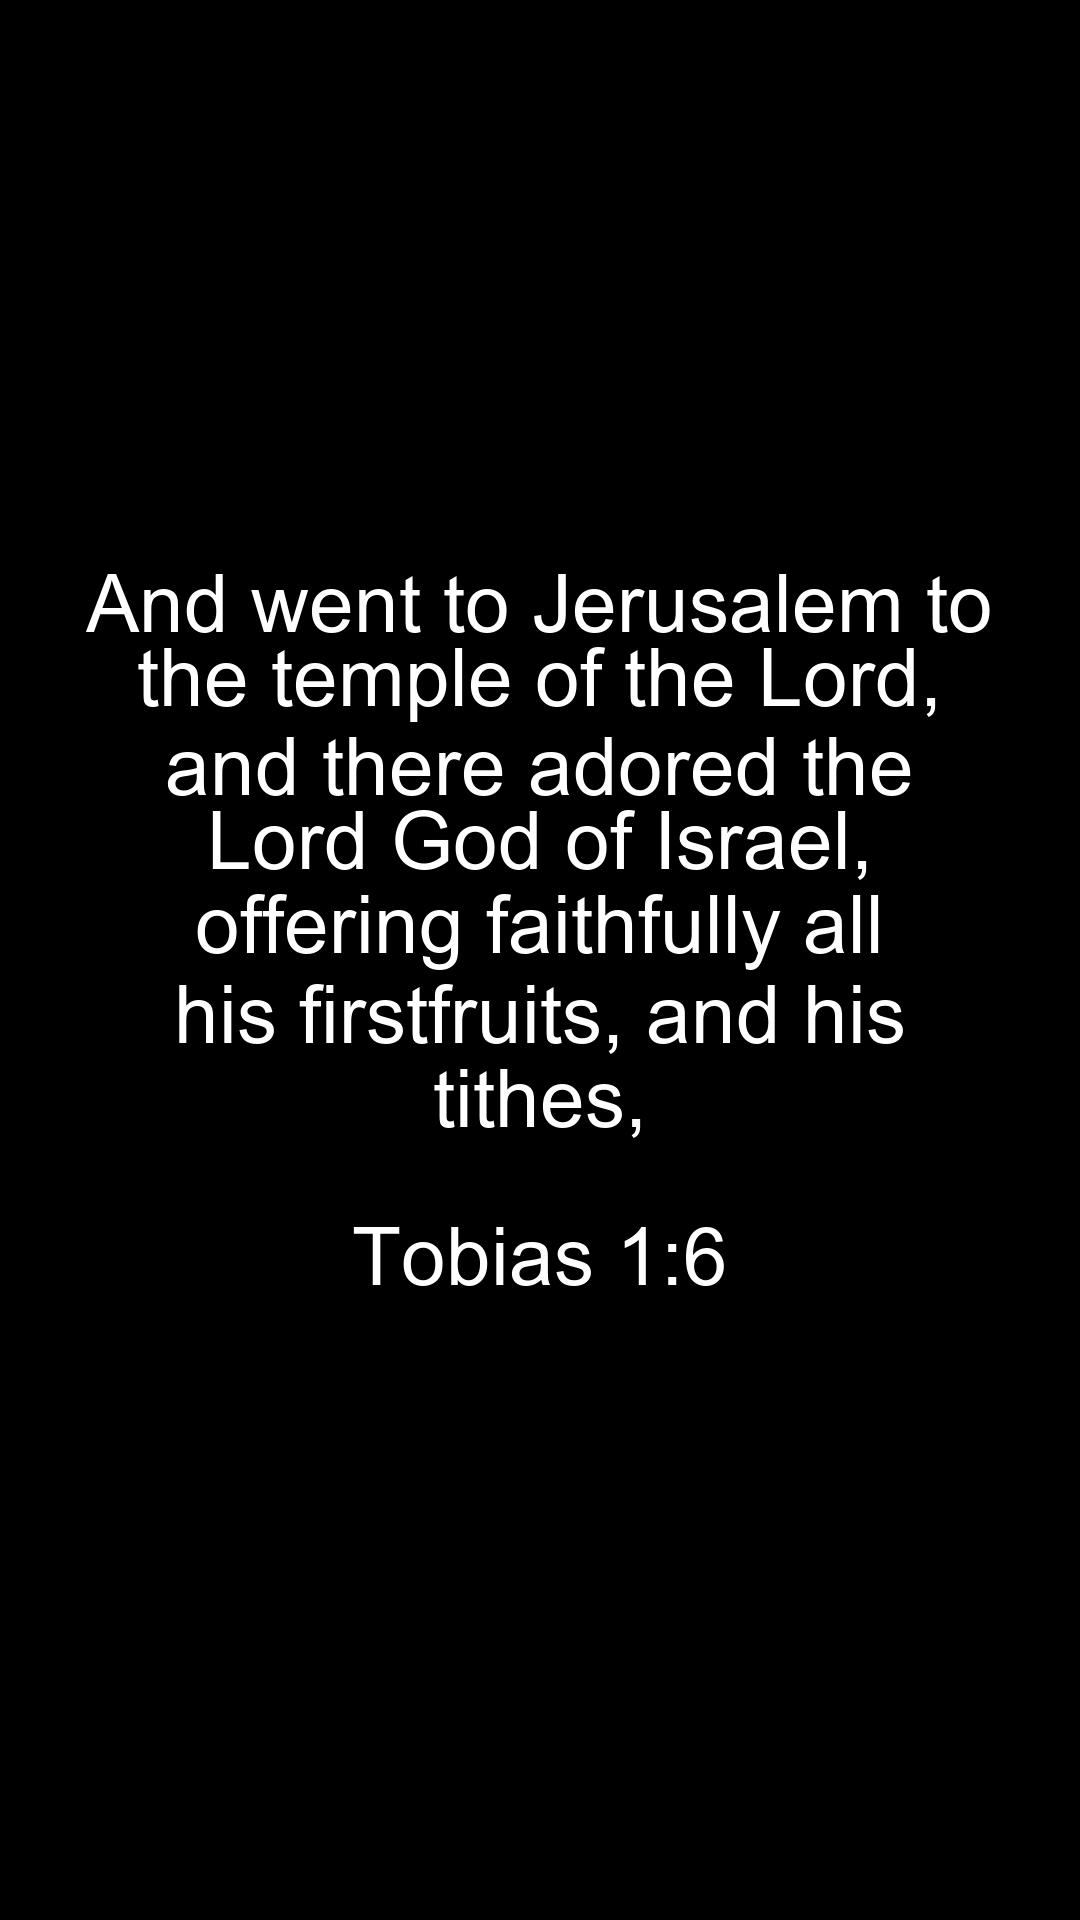 And went to Jerusalem to
the temple of the Lord,
and there adored the
Lord God of Israel,
offering faithfully all
his firstfruits, and his
tithes,
Tobias 1:6